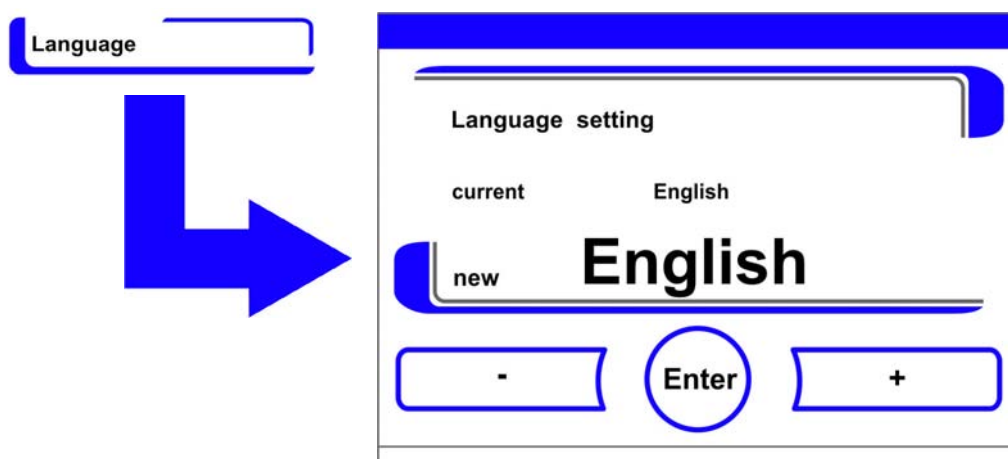 Language
Language setting
current English
new English
- Enter +